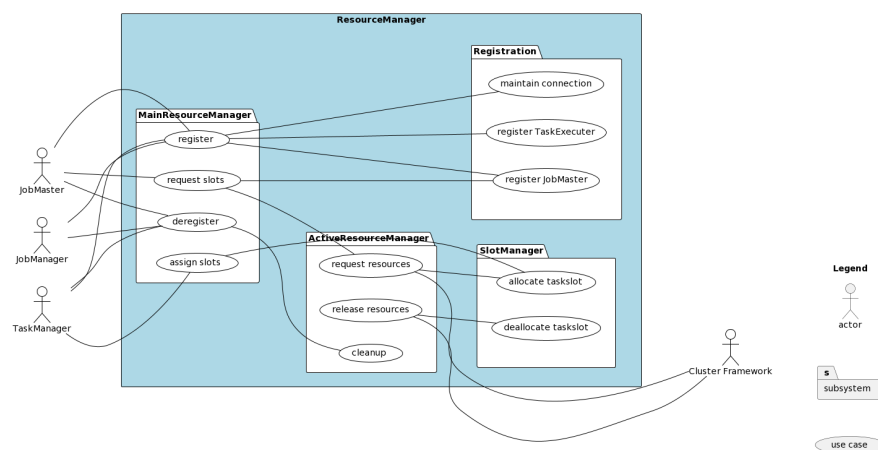 ResourceManager
Registration
maintain connection
register TaskExecuter
register JobMaster
MainResourceManager
register
request slots
deregister
assign slots
ActiveResourceManager
request resources
release resources
cleanup
SlotManager
allocate taskslot
deallocate taskslot
JobMaster
JobManager
TaskManager
Cluster Framework
Legend
actor
s
subsystem
use case